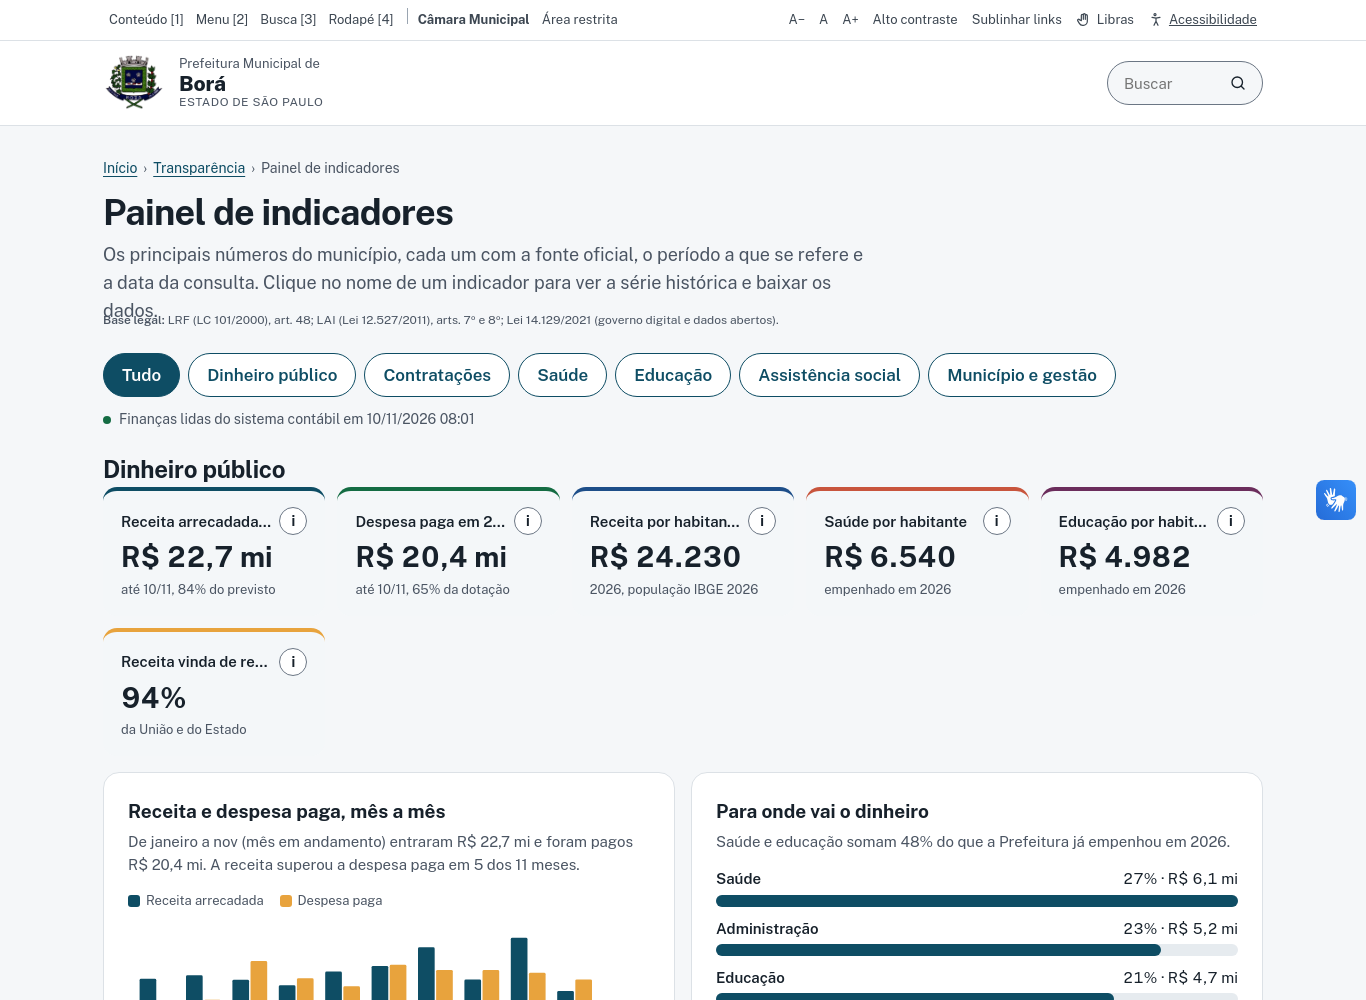 Conteúdo [1] Menu [2] Busca [3] Rodapé [4] Câmara Municipal Área restrita A− A A+ Alto contraste Sublinhar links Libras Acessibilidade
Prefeitura Municipal de
Borá
ESTADO DE SÃO PAULO
Buscar
Início › Transparência › Painel de indicadores
Painel de indicadores
Os principais números do município, cada um com a fonte oficial, o período a que se refere e
a data da consulta. Clique no nome de um indicador para ver a série histórica e baixar os
dados.
Base legal: LRF (LC 101/2000), art. 48; LAI (Lei 12.527/2011), arts. 7º e 8º; Lei 14.129/2021 (governo digital e dados abertos).
Tudo Dinheiro público Contratações Saúde Educação Assistência social Município e gestão
Finanças lidas do sistema contábil em 10/11/2026 08:01
Dinheiro público
Receita arrecadada... i
R$ 22,7 mi
até 10/11, 84% do previsto
Despesa paga em 2... i
R$ 20,4 mi
até 10/11, 65% da dotação
Receita por habitan... i
R$ 24.230
2026, população IBGE 2026
Saúde por habitante i
R$ 6.540
empenhado em 2026
Educação por habit... i
R$ 4.982
empenhado em 2026
Receita vinda de re... i
94%
da União e do Estado
Receita e despesa paga, mês a mês
De janeiro a nov (mês em andamento) entraram R$ 22,7 mi e foram pagos
R$ 20,4 mi. A receita superou a despesa paga em 5 dos 11 meses.
Receita arrecadada Despesa paga
Para onde vai o dinheiro
Saúde e educação somam 48% do que a Prefeitura já empenhou em 2026.
Saúde 27% · R$ 6,1 mi
Administração 23% · R$ 5,2 mi
Educação 21% · R$ 4,7 mi